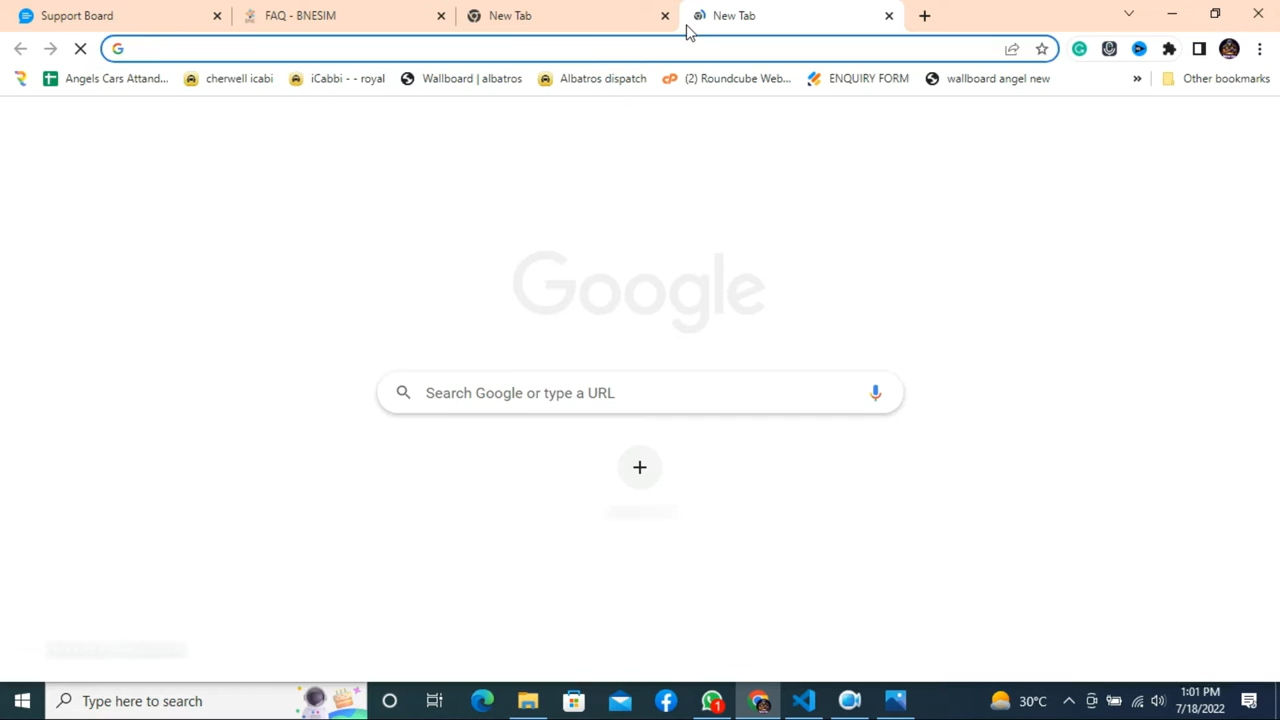 Support Board
FAQ - BNESIM
New Tab
New Tab
Angels Cars Attand...
cherwell icabi
iCabbi - - royal
Wallboard | albatros
Albatros dispatch
(2) Roundcube Web...
ENQUIRY FORM
wallboard angel new
»
Other bookmarks
Google
Search Google or type a URL
Type here to search
1
30°C
1:01 PM
7/18/2022